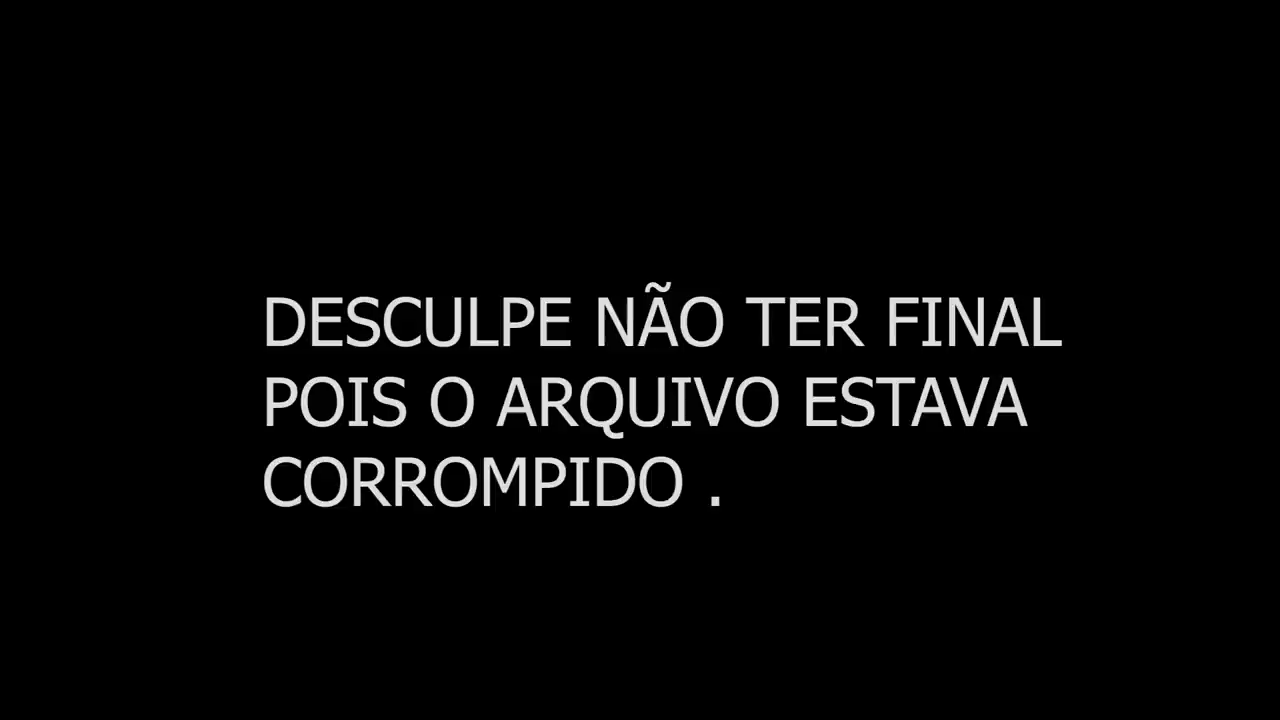 DESCULPE NÃO TER FINAL
POIS O ARQUIVO ESTAVA
CORROMPIDO .